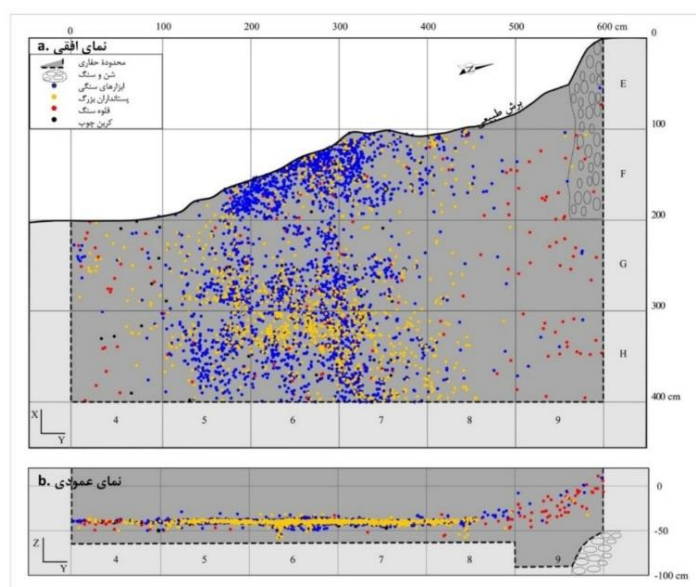 0 100 200 300 400 500 600 cm
a. نمای افقی
محدودهٔ حفاری
شن و سنگ
ابزارهای سنگی
پستانداران بزرگ
قلوه سنگ
کربن چوب
برش طبیعی
0
E
100
F
200
G
300
H
400 cm
X
Y
4 5 6 7 8 9
b. نمای عمودی
0
-50
-100 cm
Z
Y
4 5 6 7 8 9